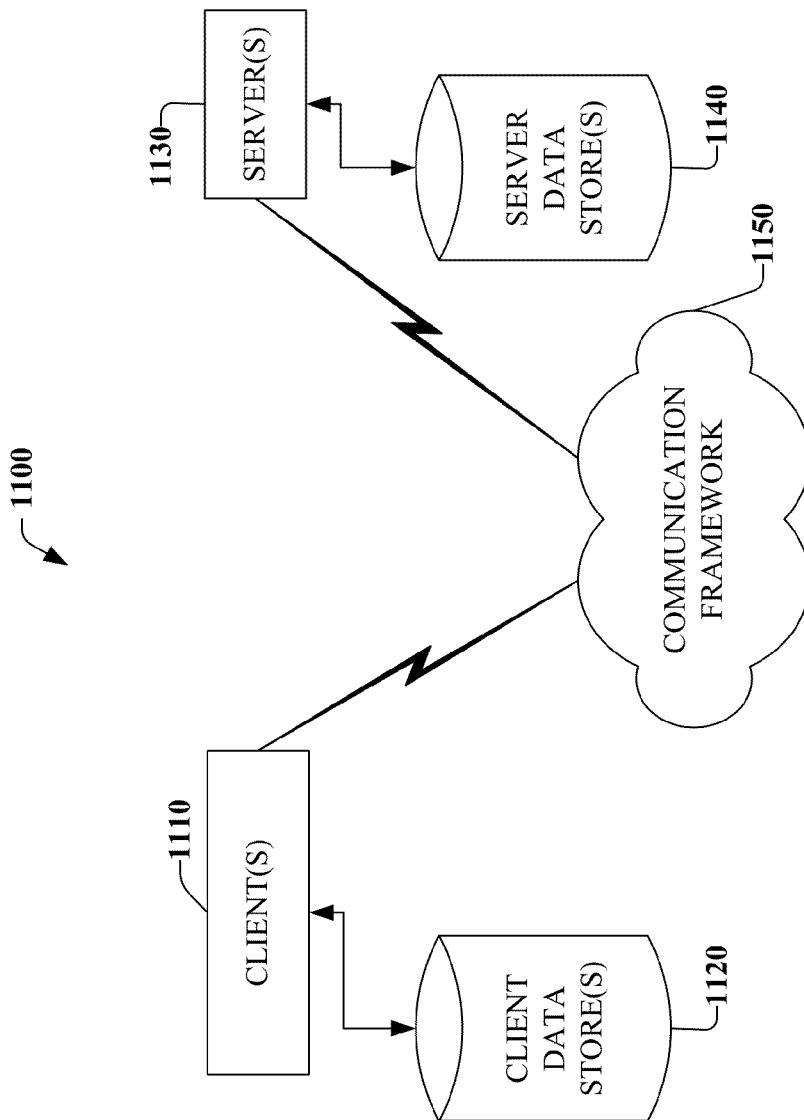 1100
1110
CLIENT(S)
1130
SERVER(S)
CLIENT
DATA
STORE(S)
1120
SERVER
DATA
STORE(S)
1140
COMMUNICATION
FRAMEWORK
1150